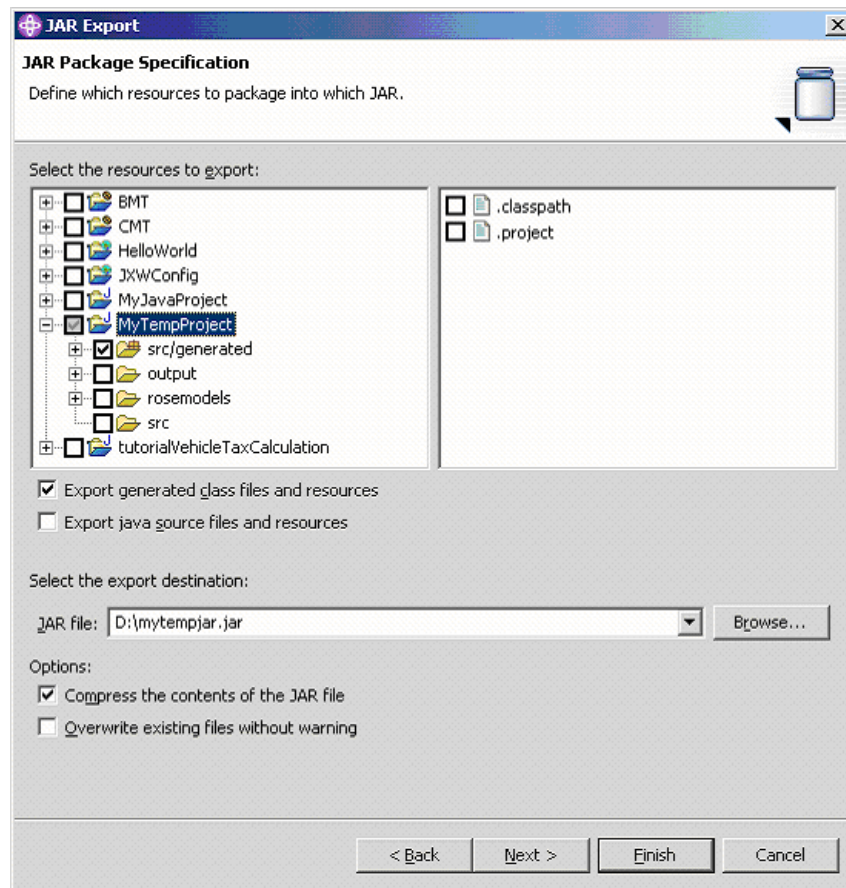 JAR Export
JAR Package Specification
Define which resources to package into which JAR.
Select the resources to export:
BMT
CMT
HelloWorld
JXWConfig
MyJavaProject
MyTempProject
src/generated
output
rosemodels
src
tutorialVehicleTaxCalculation
.classpath
.project
Export generated class files and resources
Export java source files and resources
Select the export destination:
JAR file: D:\mytempjar.jar Browse...
Options:
Compress the contents of the JAR file
Overwrite existing files without warning
< Back Next > Finish Cancel